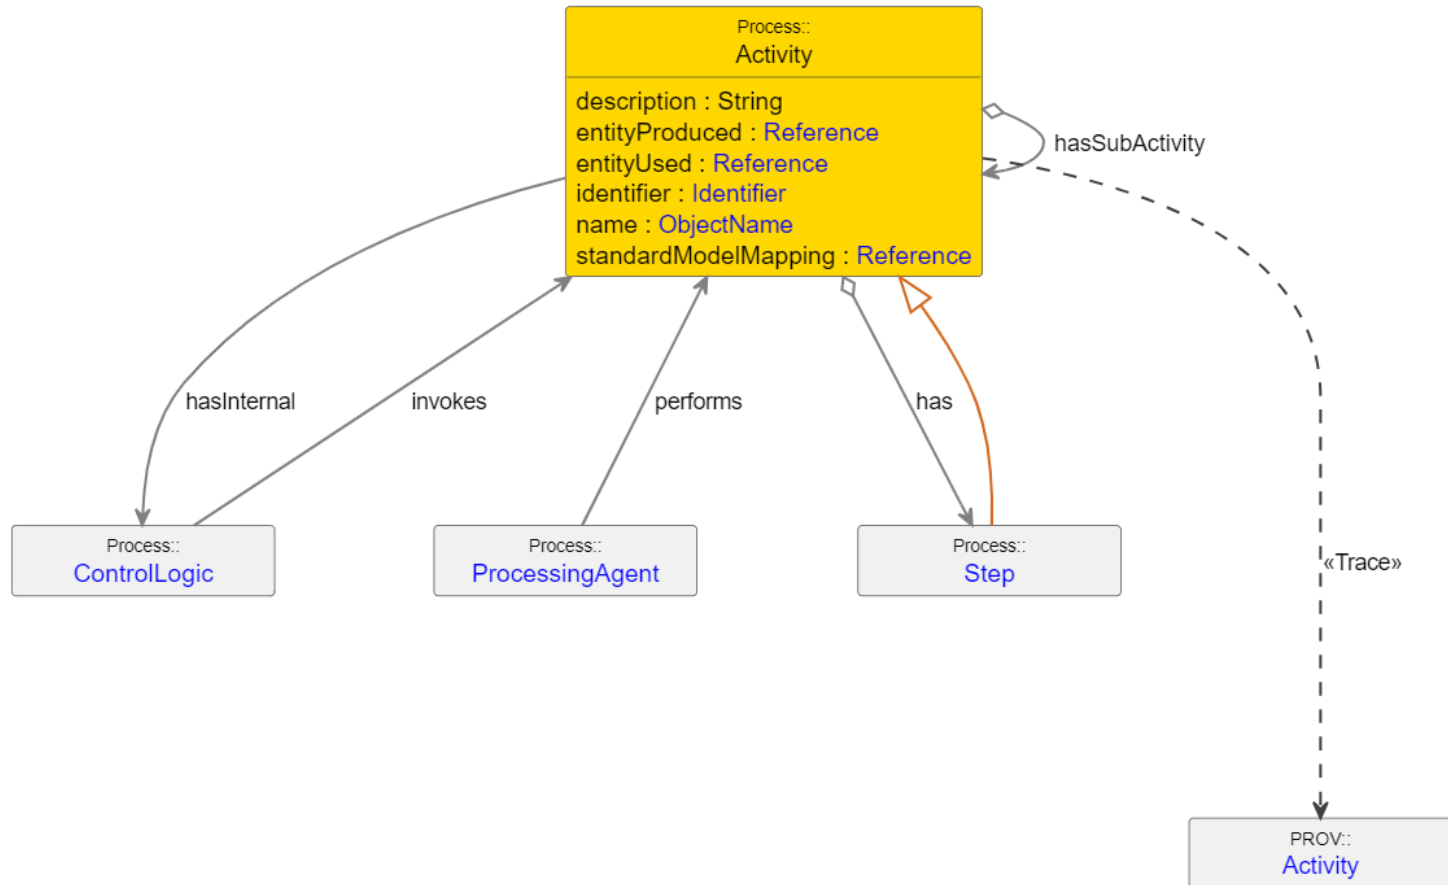 Process::
Activity
description : String
entityProduced : Reference
entityUsed : Reference
identifier : Identifier
name : ObjectName
standardModelMapping : Reference
hasSubActivity
hasInternal
invokes
performs
has
Process::
ControlLogic
Process::
ProcessingAgent
Process::
Step
«Trace»
PROV::
Activity